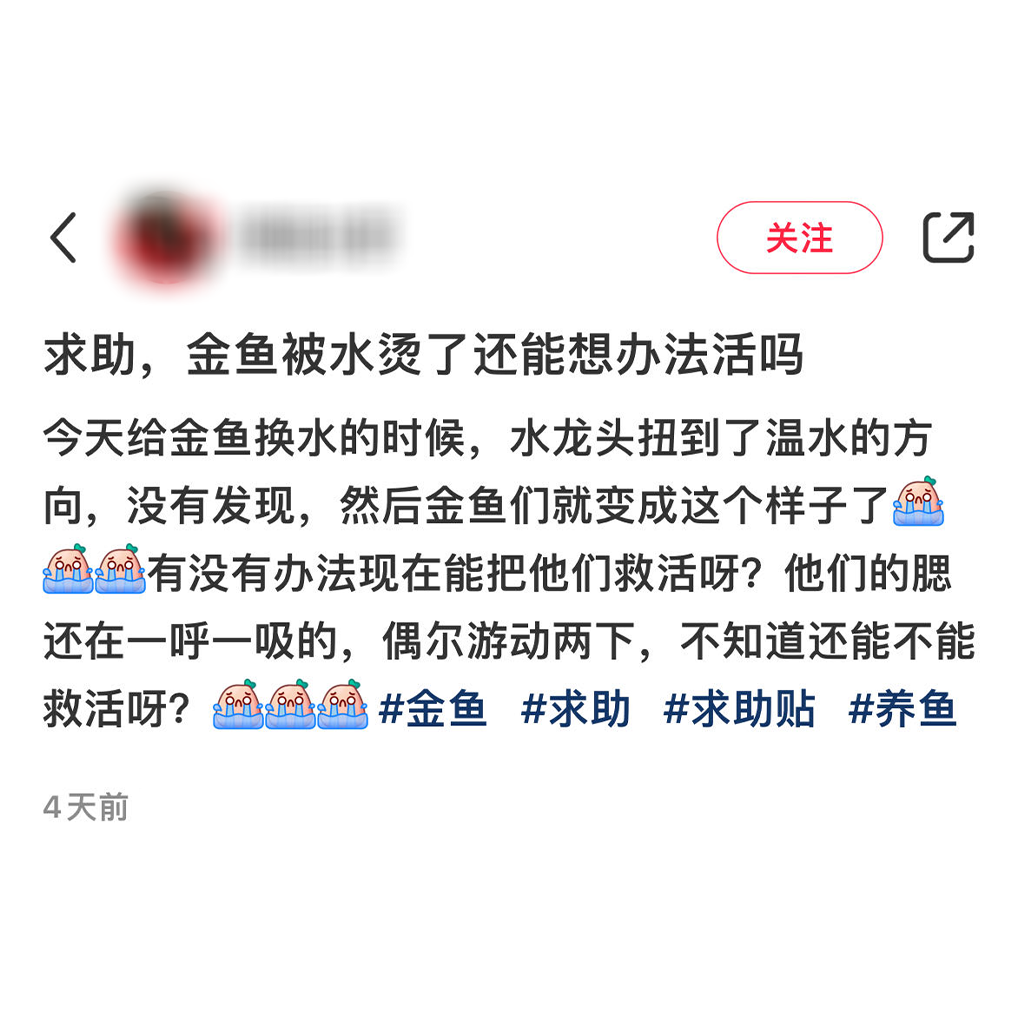 关注
求助，金鱼被水烫了还能想办法活吗
今天给金鱼换水的时候，水龙头扭到了温水的方
向，没有发现，然后金鱼们就变成这个样子了
有没有办法现在能把他们救活呀？他们的腮
还在一呼一吸的，偶尔游动两下，不知道还能不能
救活呀？ #金鱼 #求助 #求助贴 #养鱼
4天前